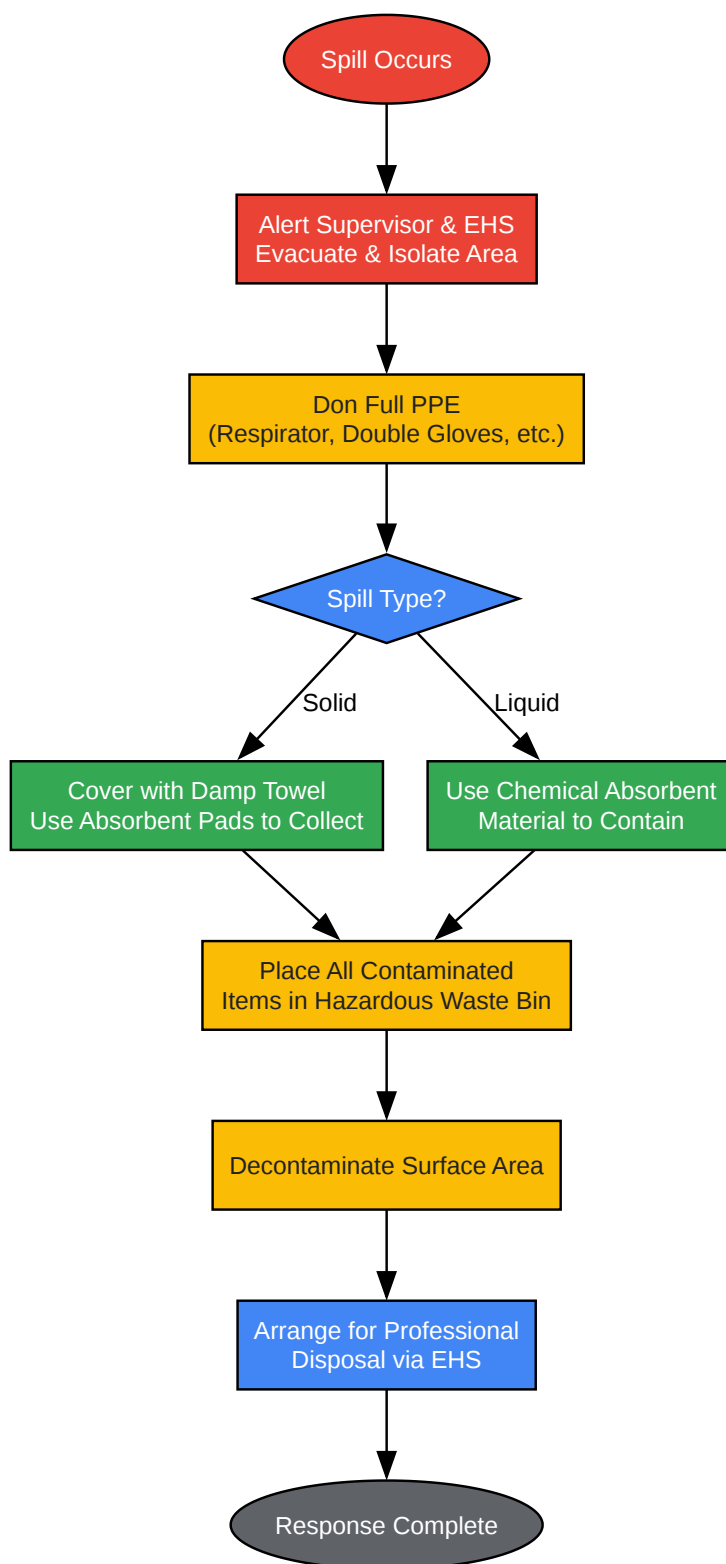 Spill Occurs
Alert Supervisor & EHS
Evacuate & Isolate Area
Don Full PPE
(Respirator, Double Gloves, etc.)
Spill Type?
Solid
Liquid
Cover with Damp Towel
Use Absorbent Pads to Collect
Use Chemical Absorbent
Material to Contain
Place All Contaminated
Items in Hazardous Waste Bin
Decontaminate Surface Area
Arrange for Professional
Disposal via EHS
Response Complete